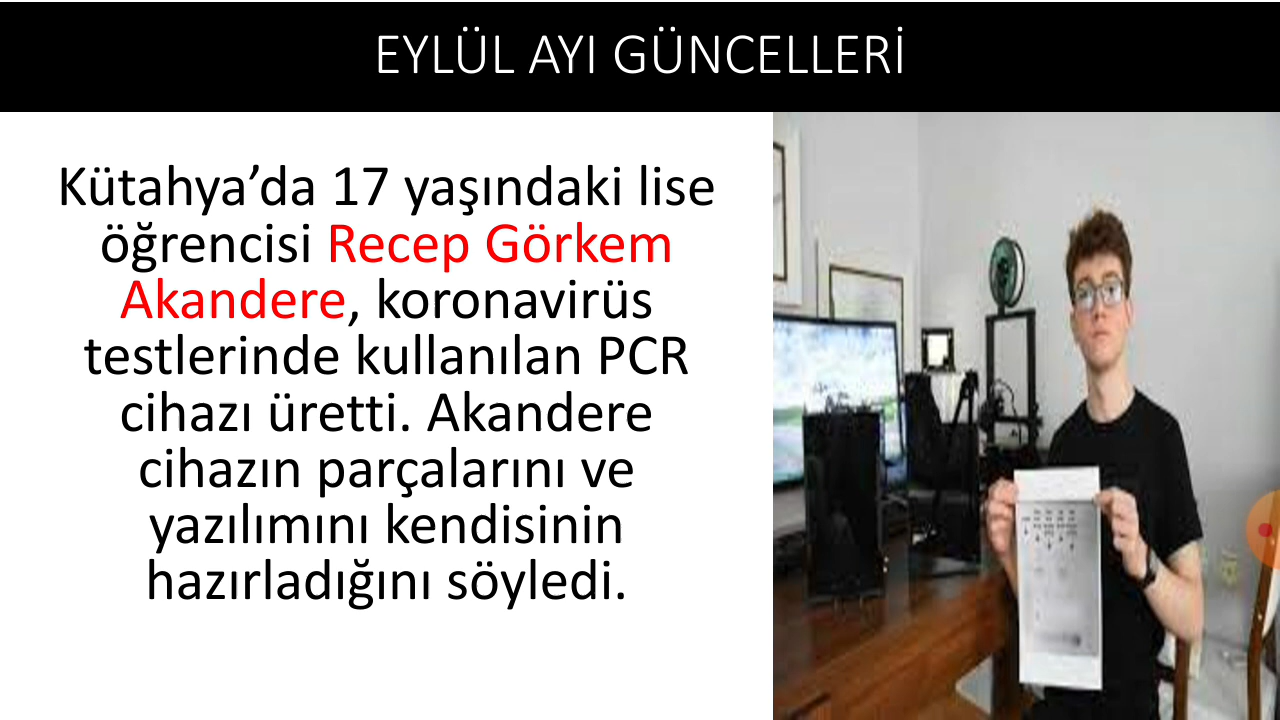 EYLÜL AYI GÜNCELLERİ
Kütahya’da 17 yaşındaki lise
öğrencisi Recep Görkem
Akandere, koronavirüs
testlerinde kullanılan PCR
cihazı üretti. Akandere
cihazın parçalarını ve
yazılımını kendisinin
hazırladığını söyledi.